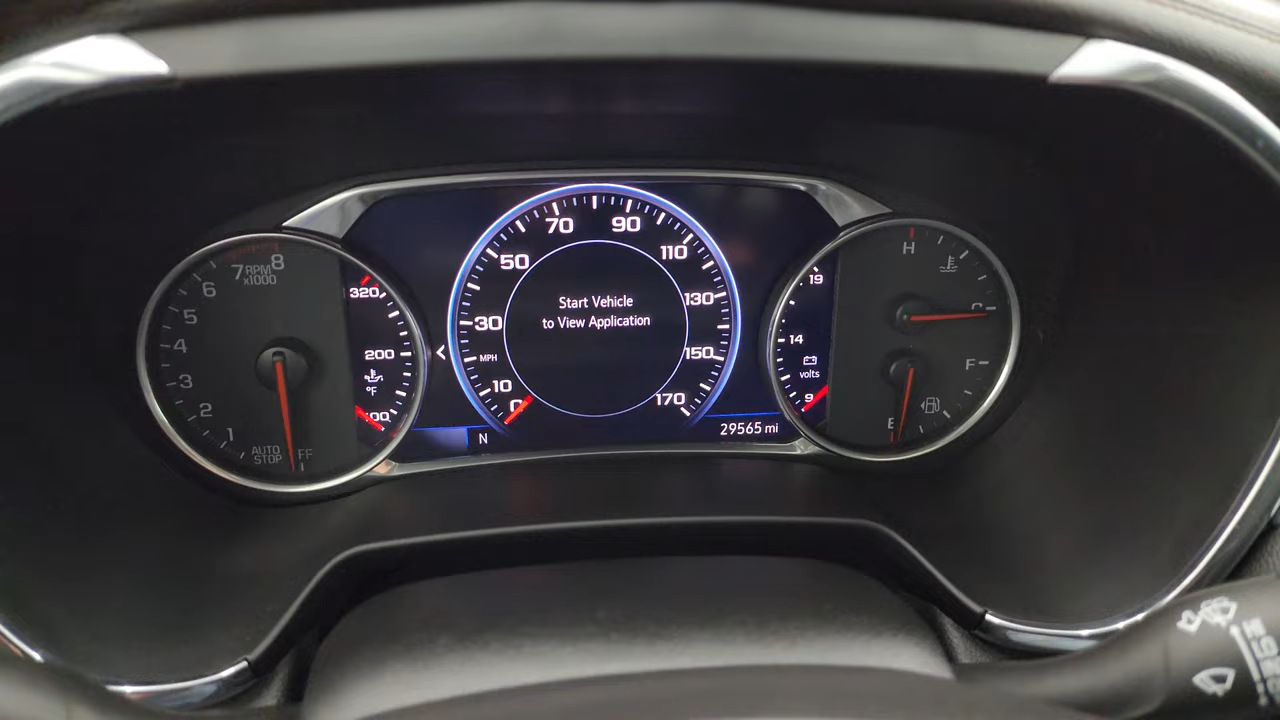 7 RPM 8
x1000
6
5
4
3
2
1
AUTO
STOP
FF
320
200
°F
70
90
50
110
30
130
MPH
150
10
170
0
Start Vehicle
to View Application
N
29565 mi
19
14
volts
9
H
C
F
E